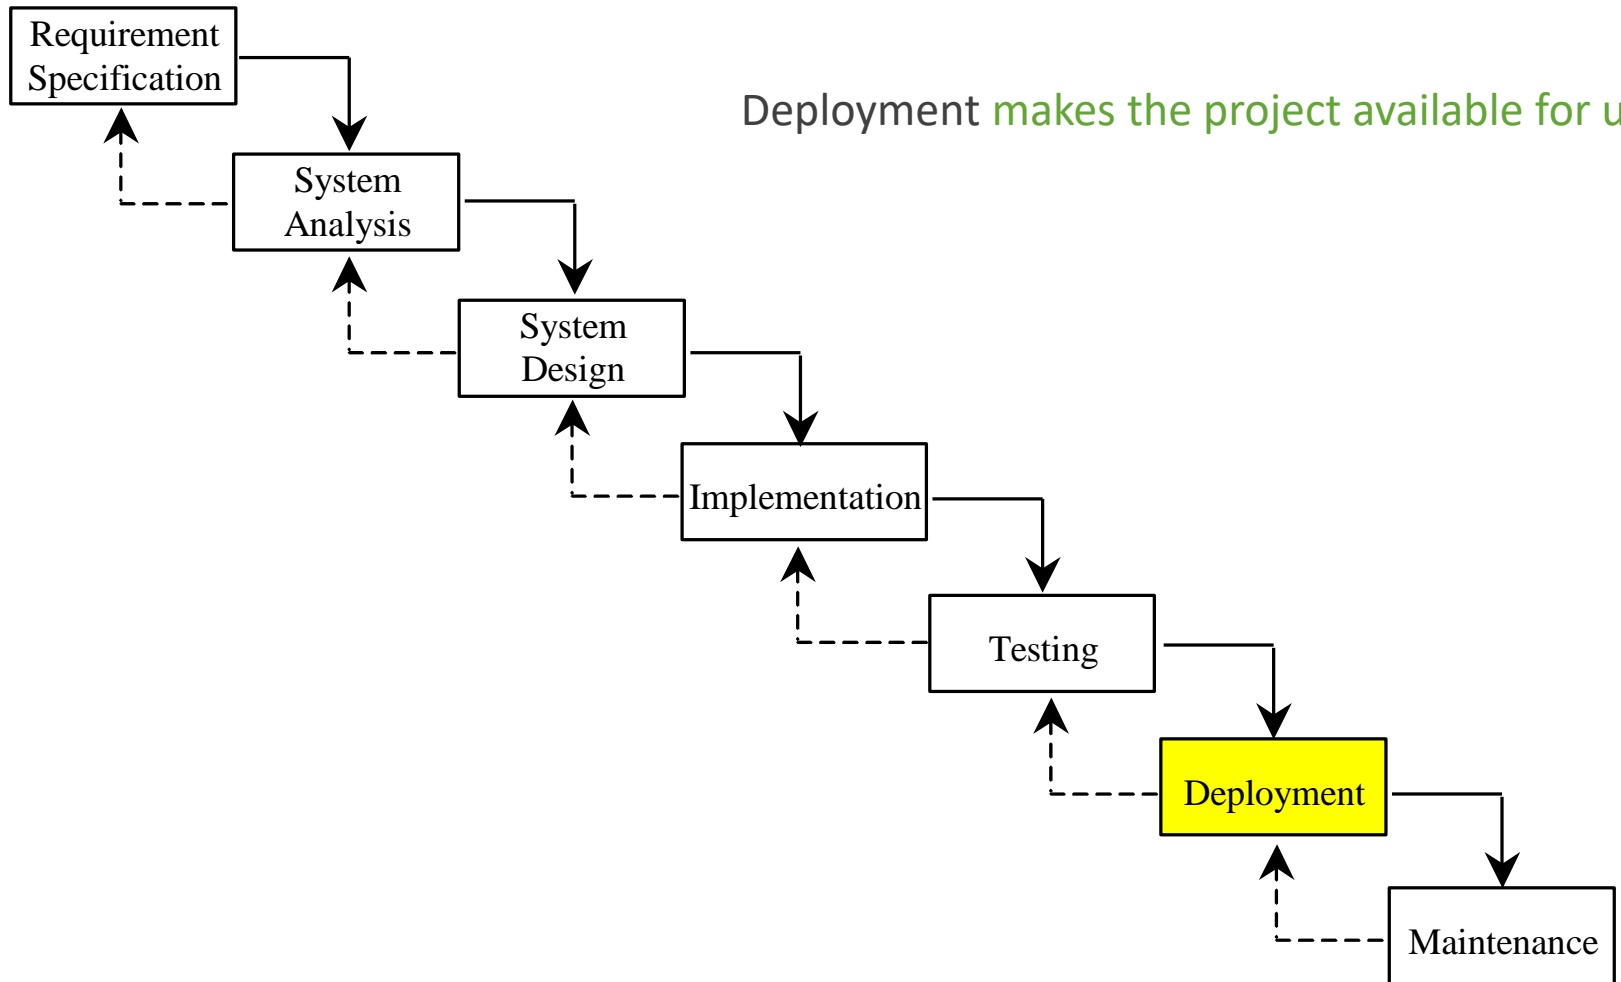 Requirement
Specification
Deployment makes the project available for u
System
Analysis
System
Design
Implementation
Testing
Deployment
Maintenance